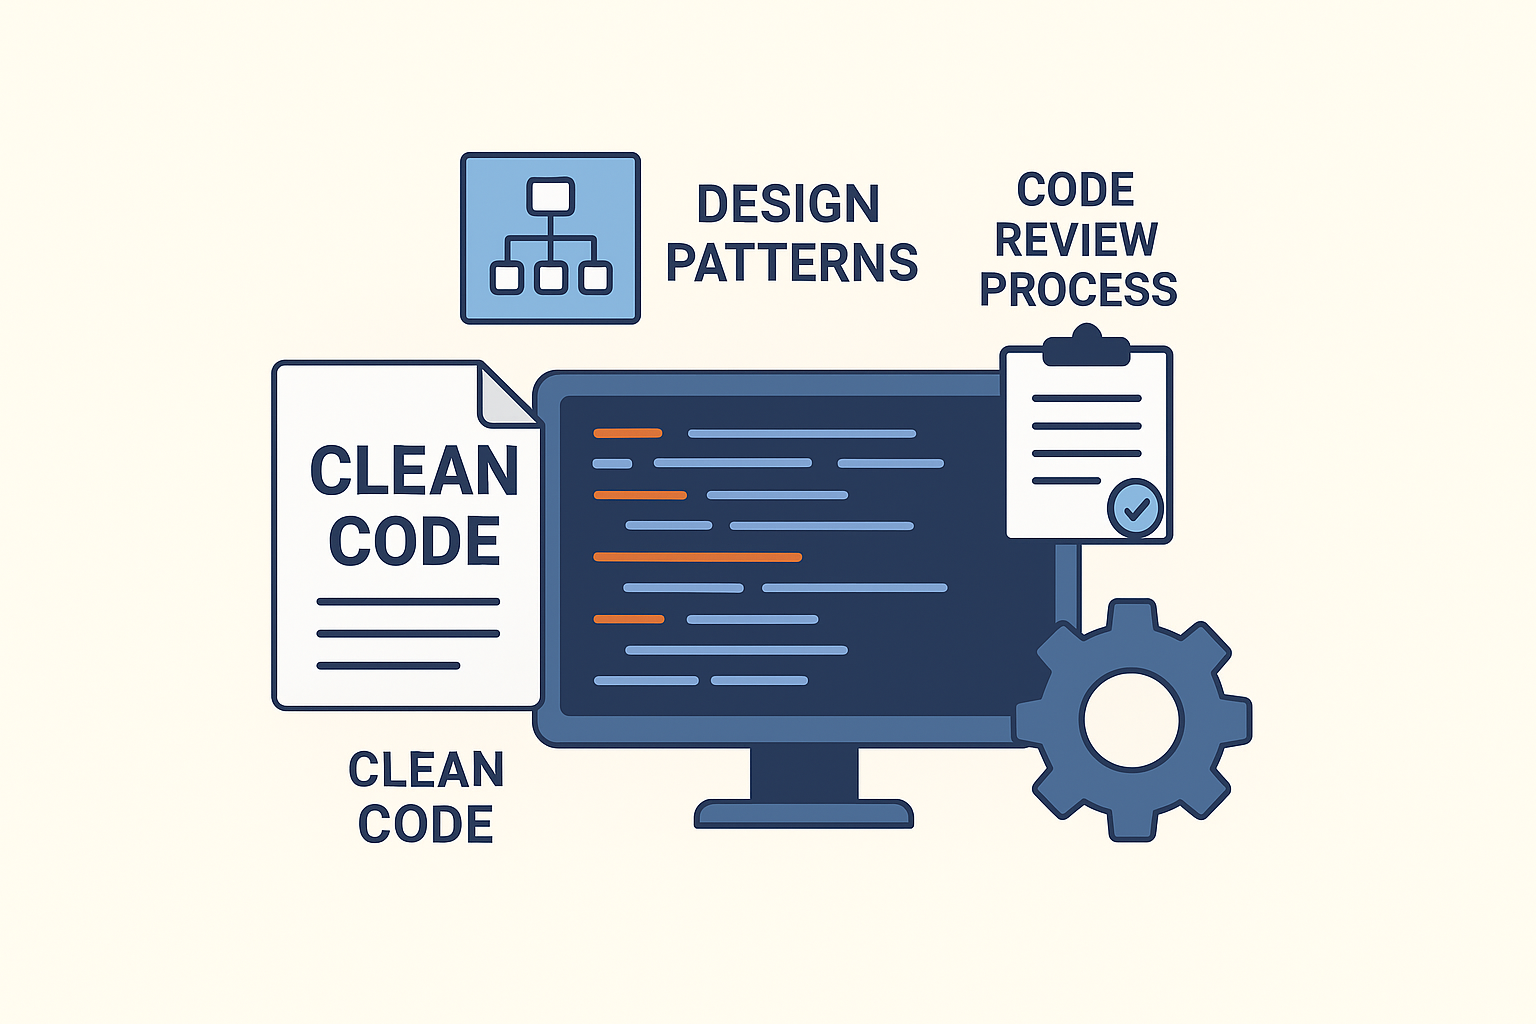 DESIGN
PATTERNS
CODE
REVIEW
PROCESS
CLEAN
CODE
CLEAN
CODE